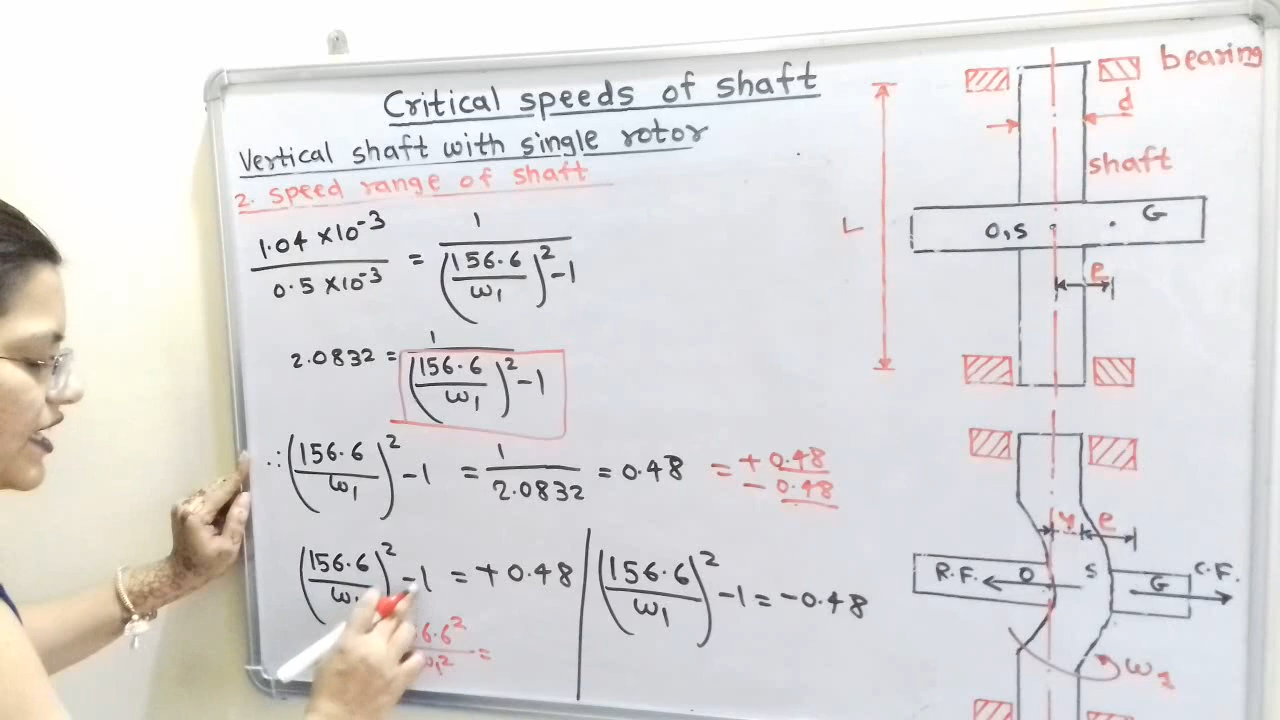 Critical speeds of shaft
Vertical shaft with single rotor
2. speed range of shaft
1.04 ×10⁻³ / 0.5 ×10⁻³ = 1 / (156.6/ω₁)² -1
2.0832 = 1 / (156.6/ω₁)² -1
∴ (156.6/ω₁)² -1 = 1/2.0832 = 0.48 = + 0.48
- 0.48
(156.6/ω₁)² -1 = +0.48
(156.6/ω₁)² -1 = -0.48
6.6² / ω₁² =
bearing
d
shaft
L
O,S
G
e
y e
R.F. O S G C.F.